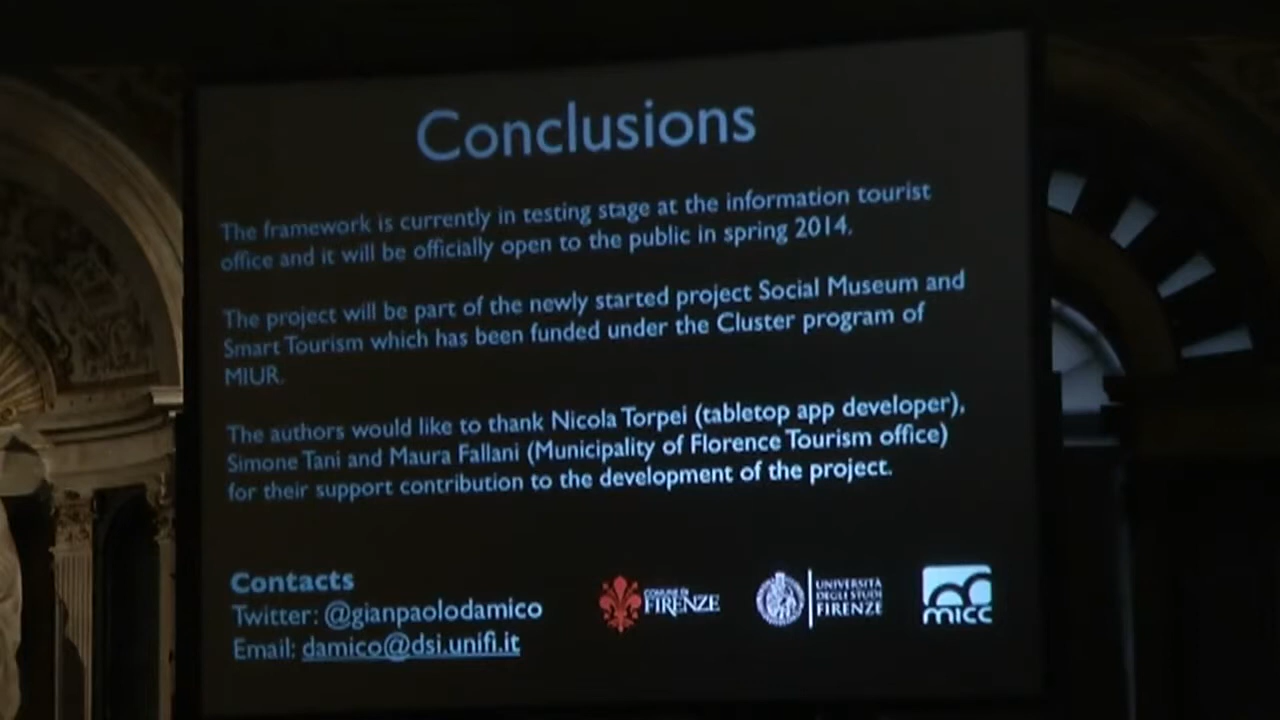 Conclusions
The framework is currently in testing stage at the information tourist
office and it will be officially open to the public in spring 2014.
The project will be part of the newly started project Social Museum and
Smart Tourism which has been funded under the Cluster program of
MIUR.
The authors would like to thank Nicola Torpei (tabletop app developer),
Simone Tani and Maura Fallani (Municipality of Florence Tourism office)
for their support contribution to the development of the project.
Contacts
Twitter: @gianpaolodamico
Email: damico@dsi.unifi.it
COMUNE DI
FIRENZE
UNIVERSITÀ
DEGLI STUDI
FIRENZE
micc